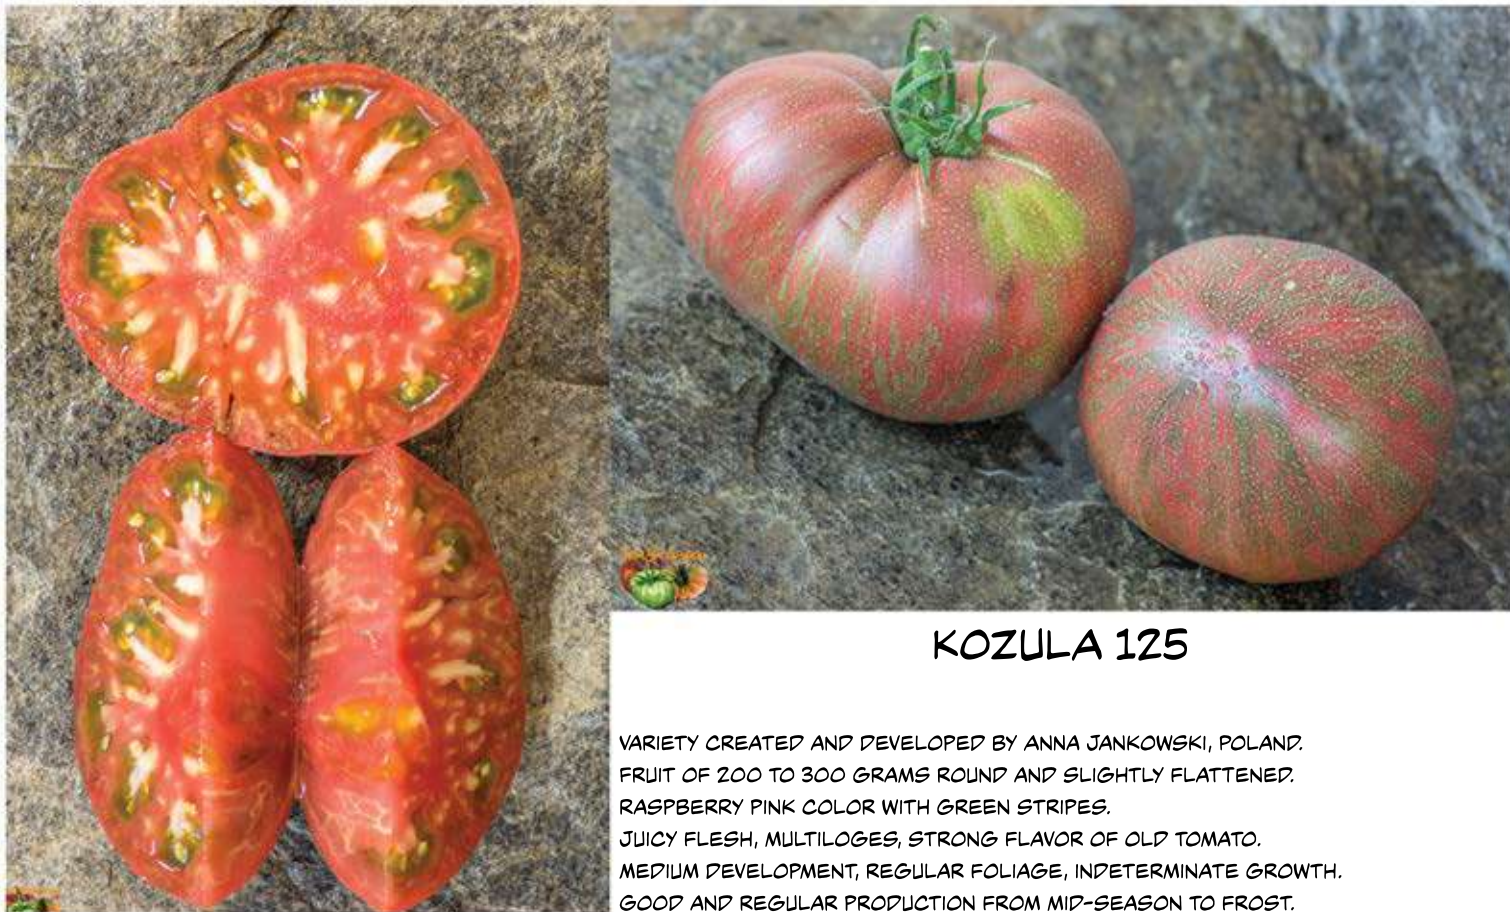 KOZULA 125
VARIETY CREATED AND DEVELOPED BY ANNA JANKOWSKI, POLAND.
FRUIT OF 200 TO 300 GRAMS ROUND AND SLIGHTLY FLATTENED.
RASPBERRY PINK COLOR WITH GREEN STRIPES.
JUICY FLESH, MULTILOGES, STRONG FLAVOR OF OLD TOMATO.
MEDIUM DEVELOPMENT, REGULAR FOLIAGE, INDETERMINATE GROWTH.
GOOD AND REGULAR PRODUCTION FROM MID-SEASON TO FROST.